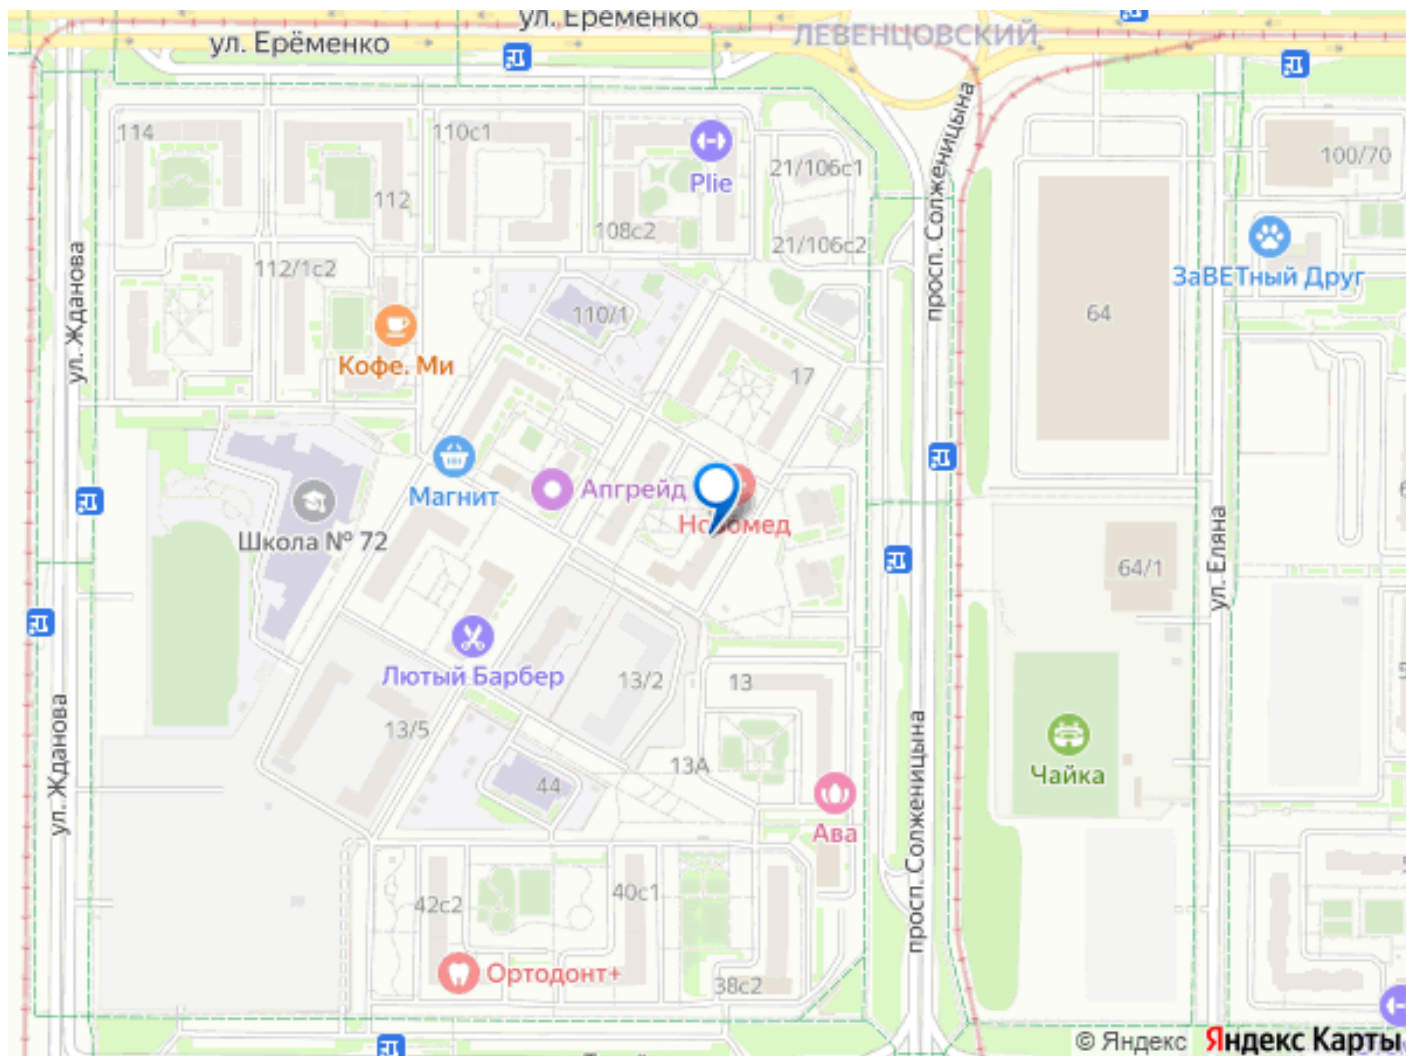 ул. Еременко
ул. Ерёменко
ЛЕВЕНЦОВСКИЙ
114
110с1
Plie
21/106с1
100/70
112
108с2
21/106с2
просп. Солженицына
ЗаВЕТный Друг
ул. Жданова
112/1с2
110/1
64
Кофе. Ми
17
Магнит
Апгрейд
Школа № 72
64/1
ул. Еляна
Лютый Барбер
13/2
13
13/5
13А
44
Чайка
ул. Жданова
просп. Солженицына
Ава
42с2
40с1
Ортодонт+
38с2
© Яндекс
Яндекс Карты